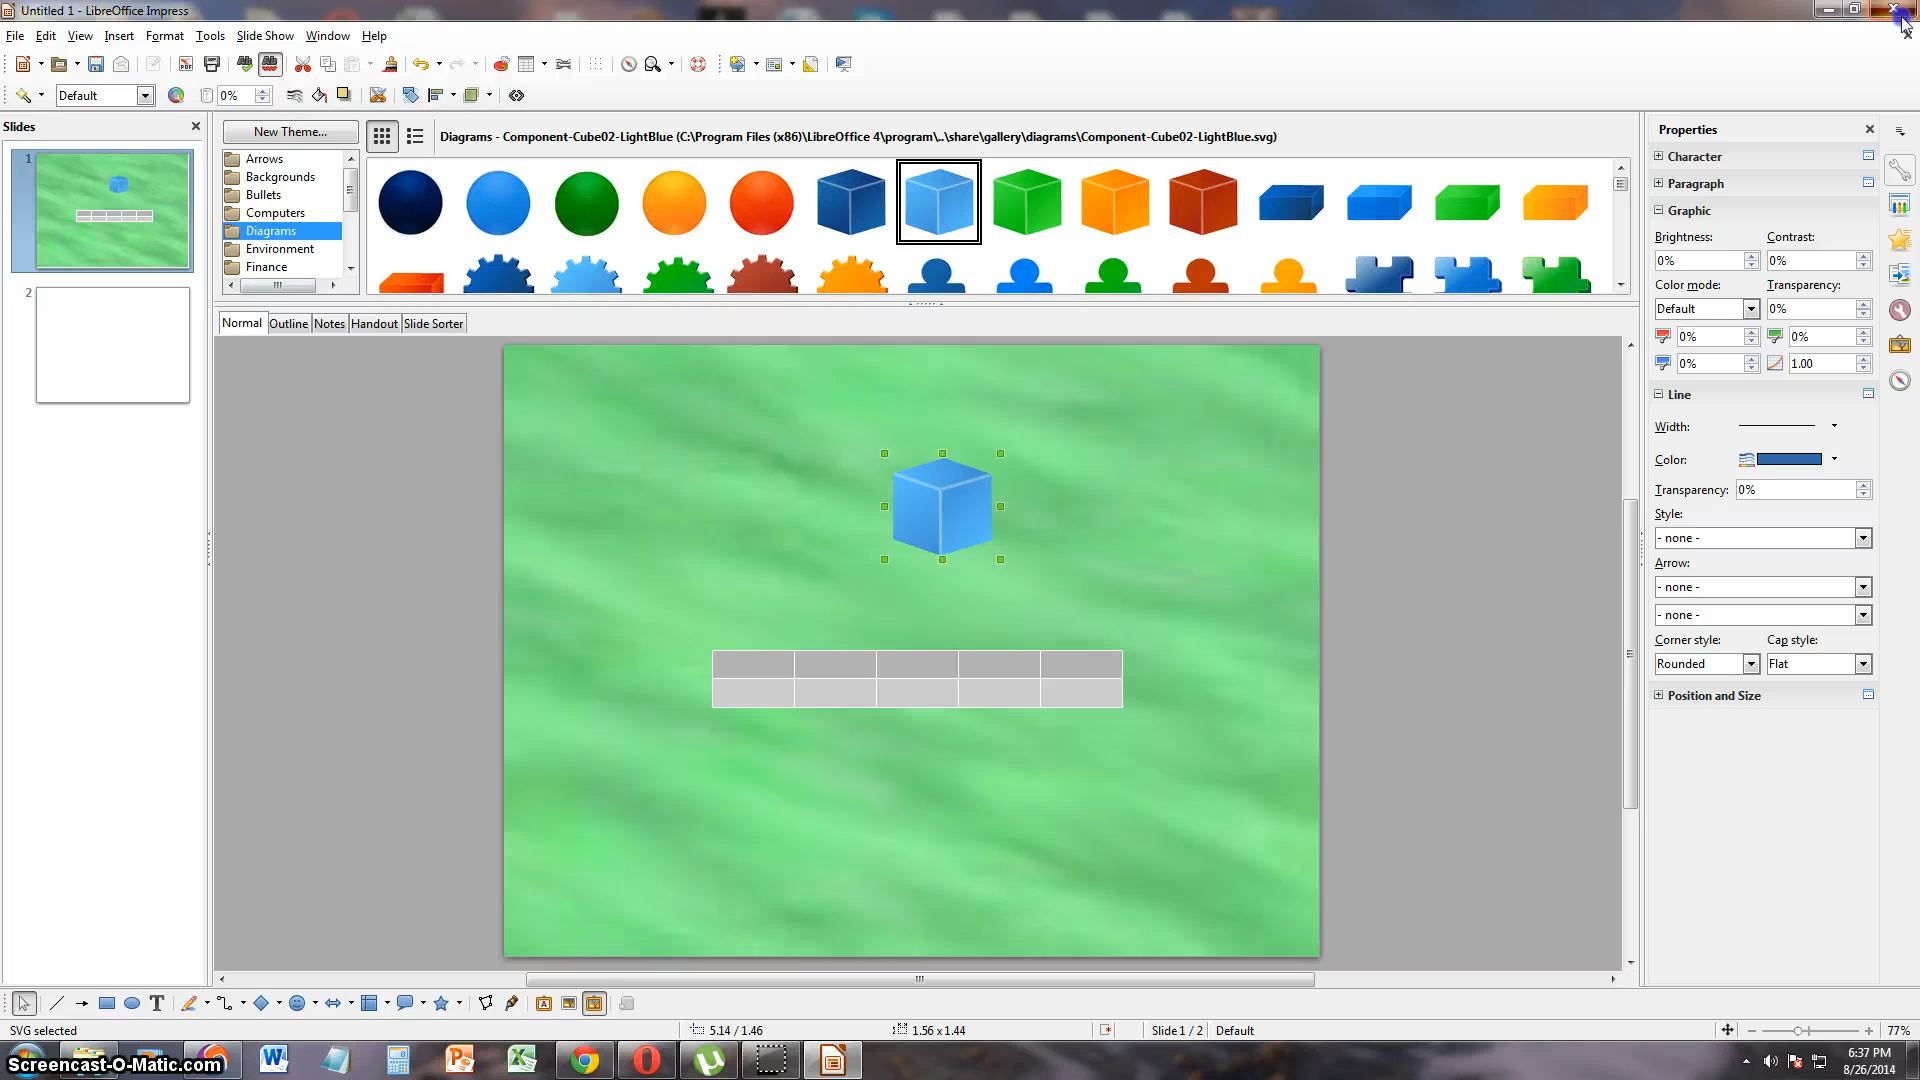 Untitled 1 - LibreOffice Impress
File Edit View Insert Format Tools Slide Show Window Help
Default 0%
Slides
New Theme...
Diagrams - Component-Cube02-LightBlue (C:\Program Files (x86)\LibreOffice 4\program\..\share\gallery\diagrams\Component-Cube02-LightBlue.svg)
Arrows
Backgrounds
Bullets
Computers
Diagrams
Environment
Finance
1
2
Normal Outline Notes Handout Slide Sorter
Properties
Character
Paragraph
Graphic
Brightness: Contrast:
0% 0%
Color mode: Transparency:
Default 0%
0% 0%
0% 1.00
Line
Width:
Color:
Transparency: 0%
Style:
- none -
Arrow:
- none -
- none -
Corner style: Cap style:
Rounded Flat
Position and Size
SVG selected 5.14 / 1.46 1.56 x 1.44 Slide 1 / 2 Default 77%
Screencast-O-Matic.com
6:37 PM
8/26/2014